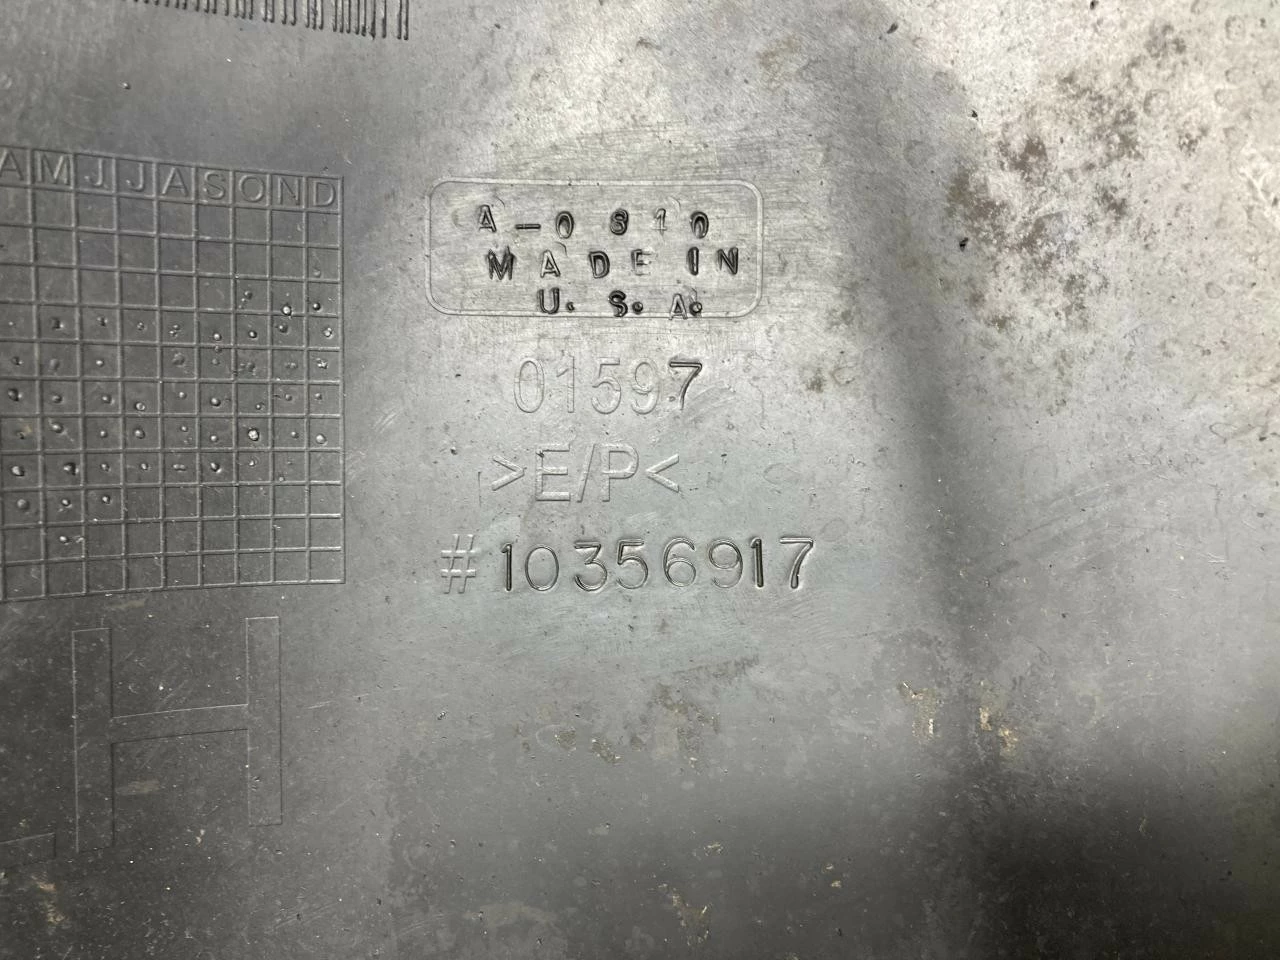 AMJJASOND
A-0810
MADE IN
U.S.A.
01597
>E/P<
#10356917
H